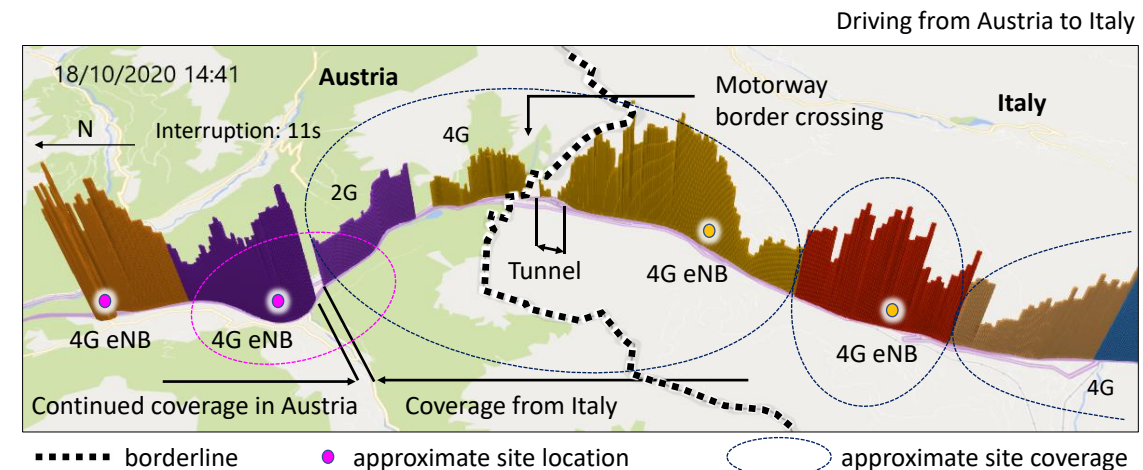 Driving from Austria to Italy
18/10/2020 14:41
Austria
Motorway
border crossing
Italy
N
Interruption: 11s
4G
2G
Tunnel
4G eNB
4G eNB
4G eNB
4G eNB
4G
Continued coverage in Austria
Coverage from Italy
borderline
approximate site location
approximate site coverage